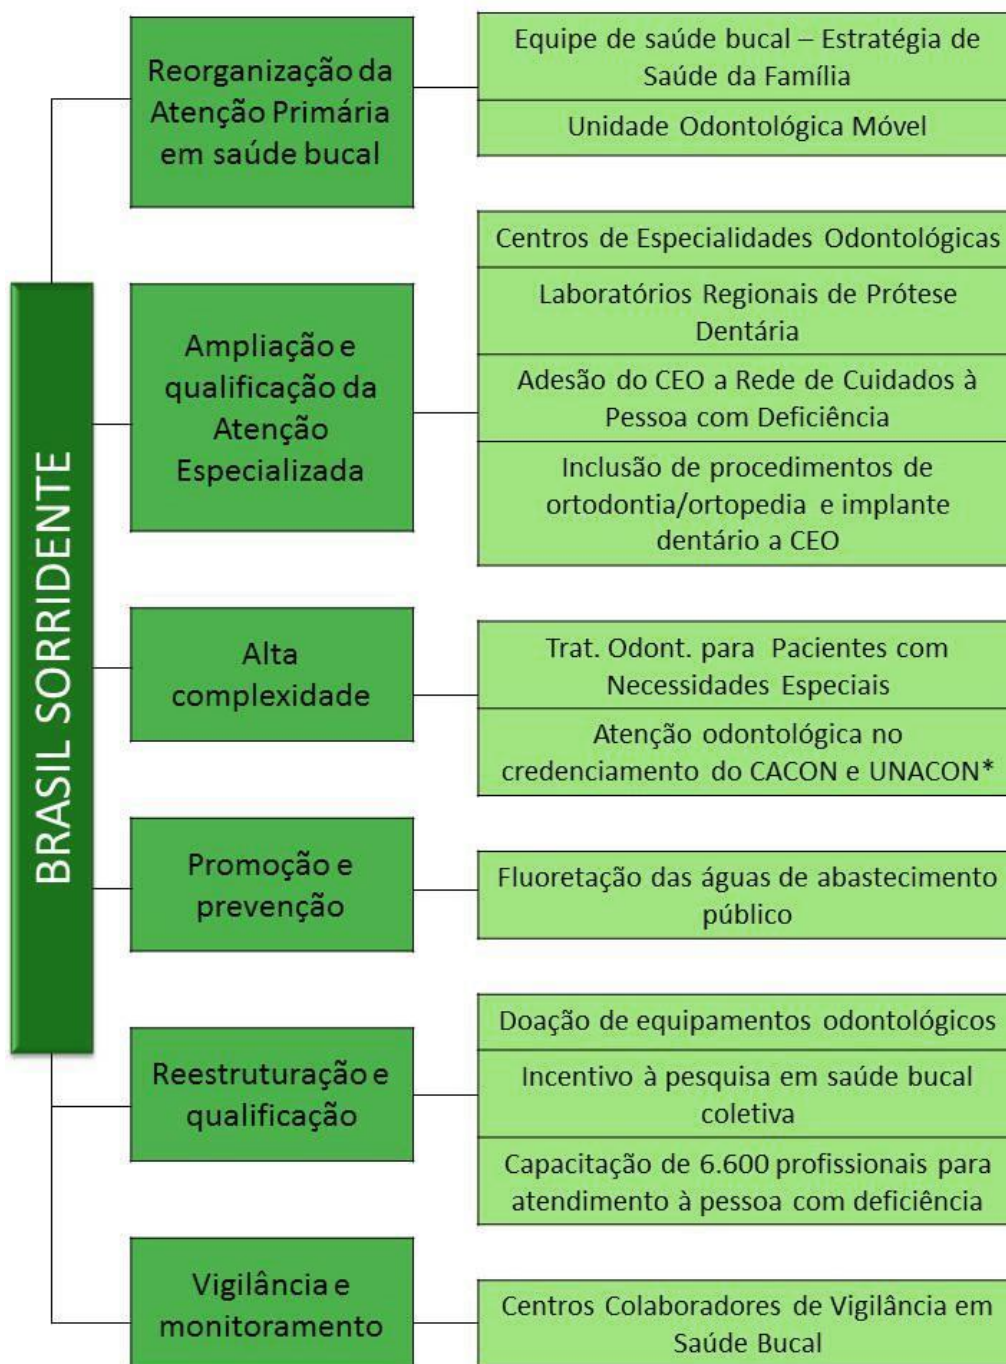 BRASIL SORRIDENTE
Reorganização da
Atenção Primária
em saúde bucal
Equipe de saúde bucal – Estratégia de
Saúde da Família
Unidade Odontológica Móvel
Ampliação e
qualificação da
Atenção
Especializada
Centros de Especialidades Odontológicas
Laboratórios Regionais de Prótese
Dentária
Adesão do CEO a Rede de Cuidados à
Pessoa com Deficiência
Inclusão de procedimentos de
ortodontia/ortopedia e implante
dentário a CEO
Alta
complexidade
Trat. Odont. para Pacientes com
Necessidades Especiais
Atenção odontológica no
credenciamento do CACON e UNACON*
Promoção e
prevenção
Fluoretação das águas de abastecimento
público
Reestruturação e
qualificação
Doação de equipamentos odontológicos
Incentivo à pesquisa em saúde bucal
coletiva
Capacitação de 6.600 profissionais para
atendimento à pessoa com deficiência
Vigilância e
monitoramento
Centros Colaboradores de Vigilância em
Saúde Bucal